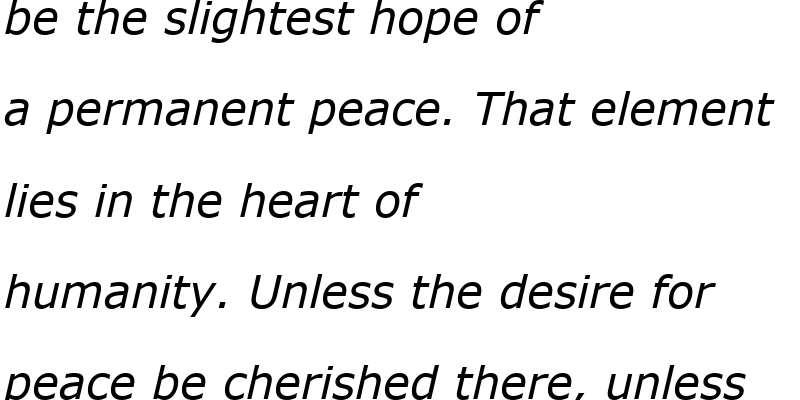 be the slightest hope of
a permanent peace. That element
lies in the heart of
humanity. Unless the desire for
peace be cherished there, unless